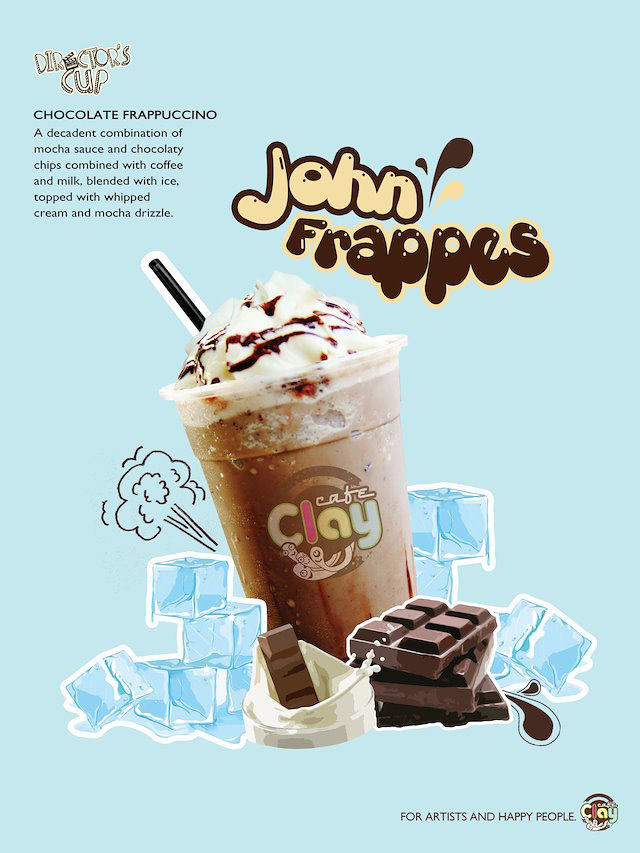 DIRECTOR'S
CUP
CHOCOLATE FRAPPUCCINO
A decadent combination of
mocha sauce and chocolaty
chips combined with coffee
and milk, blended with ice,
topped with whipped
cream and mocha drizzle.
John
Frappes
cafe
Clay
FOR ARTISTS AND HAPPY PEOPLE.
cafe
Clay